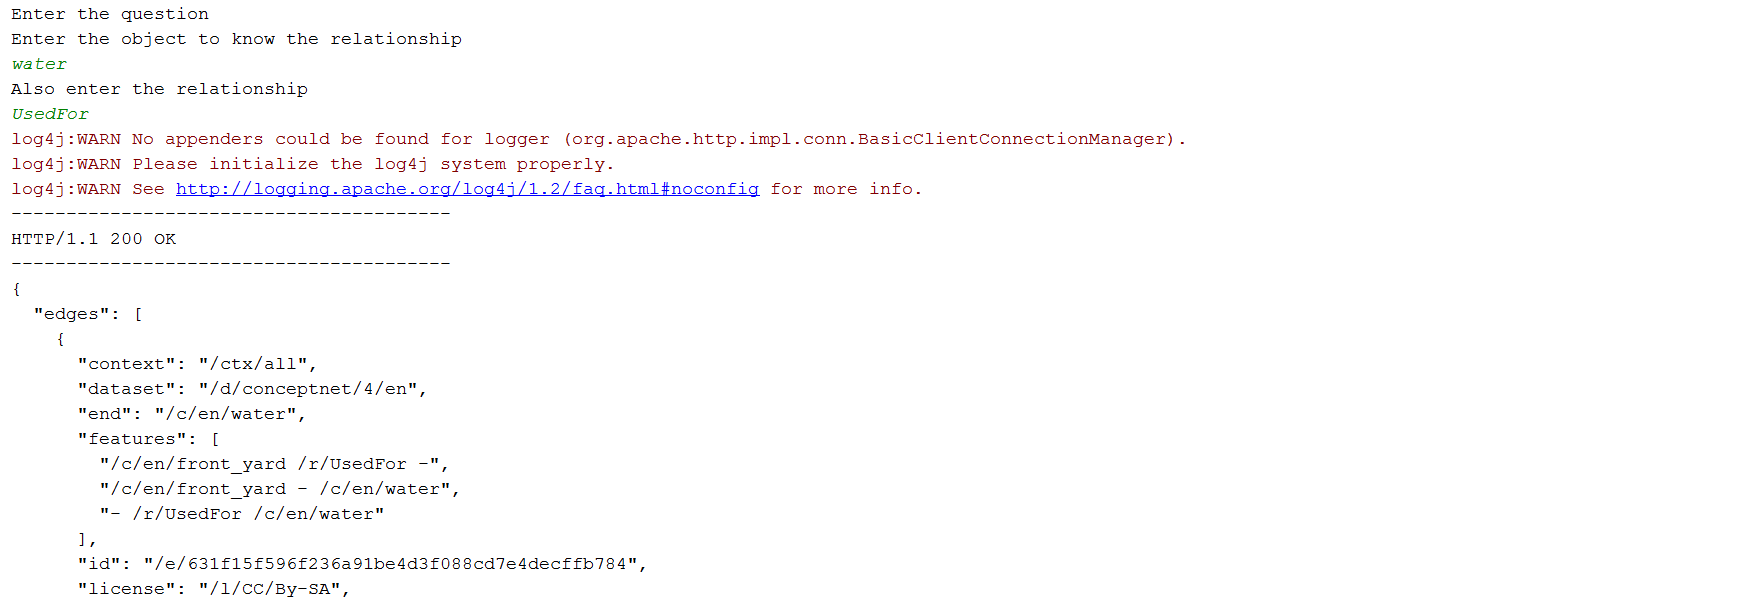 Enter the question
Enter the object to know the relationship
water
Also enter the relationship
UsedFor
log4j:WARN No appenders could be found for logger (org.apache.http.impl.conn.BasicClientConnectionManager).
log4j:WARN Please initialize the log4j system properly.
log4j:WARN See http://logging.apache.org/log4j/1.2/faq.html#noconfig for more info.
----------------------------------------
HTTP/1.1 200 OK
----------------------------------------
{
  "edges": [
    {
      "context": "/ctx/all",
      "dataset": "/d/conceptnet/4/en",
      "end": "/c/en/water",
      "features": [
        "/c/en/front_yard /r/UsedFor -",
        "/c/en/front_yard - /c/en/water",
        "- /r/UsedFor /c/en/water"
      ],
      "id": "/e/631f15f596f236a91be4d3f088cd7e4decffb784",
      "license": "/l/CC/By-SA",